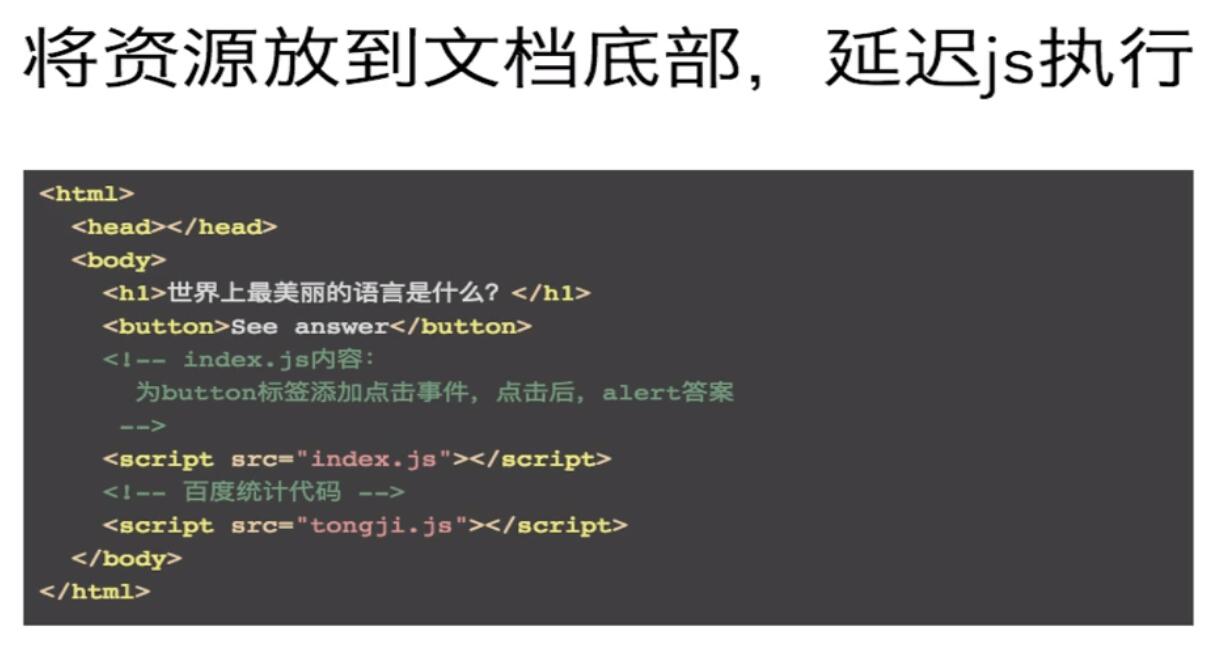 将资源放到文档底部，延迟js执行
<html>
<head></head>
<body>
<h1>世界上最美丽的语言是什么？</h1>
<button>See answer</button>
<!-- index.js内容：
为button标签添加点击事件，点击后，alert答案
-->
<script src="index.js"></script>
<!-- 百度统计代码 -->
<script src="tongji.js"></script>
</body>
</html>